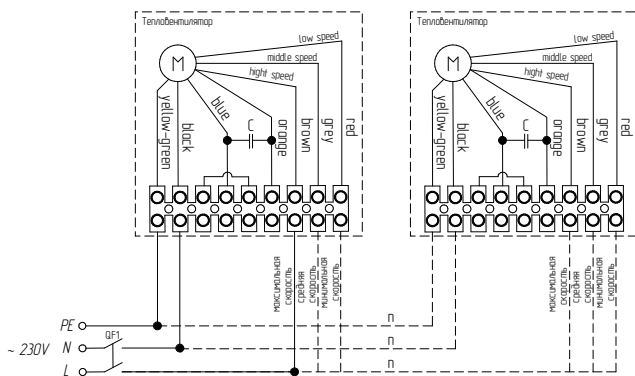 Тепловентилятор
Тепловентилятор
low speed
middle speed
hight speed
M
yellow-green
black
blue
C
orange
brown
grey
red
low speed
middle speed
hight speed
M
yellow-green
black
blue
C
orange
brown
grey
red
максимальная
скорость
средняя
скорость
минимальная
скорость
максимальная
скорость
средняя
скорость
минимальная
скорость
PE
n
QF1
~ 230V
N
n
L
n